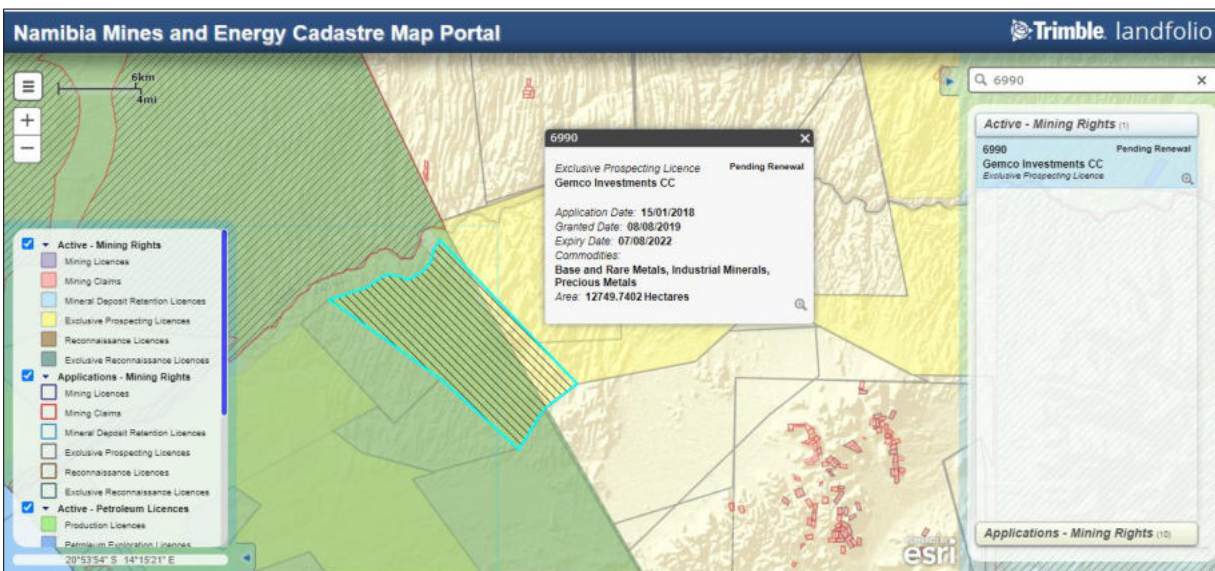 Namibia Mines and Energy Cadastre Map Portal
Trimble. landfolio
6km
4mi
6990
Active - Mining Rights (1)
6990 Pending Renewal
Gemco Investments CC
Exclusive Prospecting Licence
6990
Exclusive Prospecting Licence Pending Renewal
Gemco Investments CC
Application Date: 15/01/2018
Granted Date: 08/08/2019
Expiry Date: 07/08/2022
Commodities:
Base and Rare Metals, Industrial Minerals,
Precious Metals
Area: 12749.7402 Hectares
Active - Mining Rights
Mining Licences
Mining Claims
Mineral Deposit Retention Licences
Exclusive Prospecting Licences
Reconnaissance Licences
Exclusive Reconnaissance Licences
Applications - Mining Rights
Mining Licences
Mining Claims
Mineral Deposit Retention Licences
Exclusive Prospecting Licences
Reconnaissance Licences
Exclusive Reconnaissance Licences
Active - Petroleum Licences
Production Licences
Petroleum Exploration Licences
20°53'54" S 14°15'21" E
esri
Applications - Mining Rights (10)